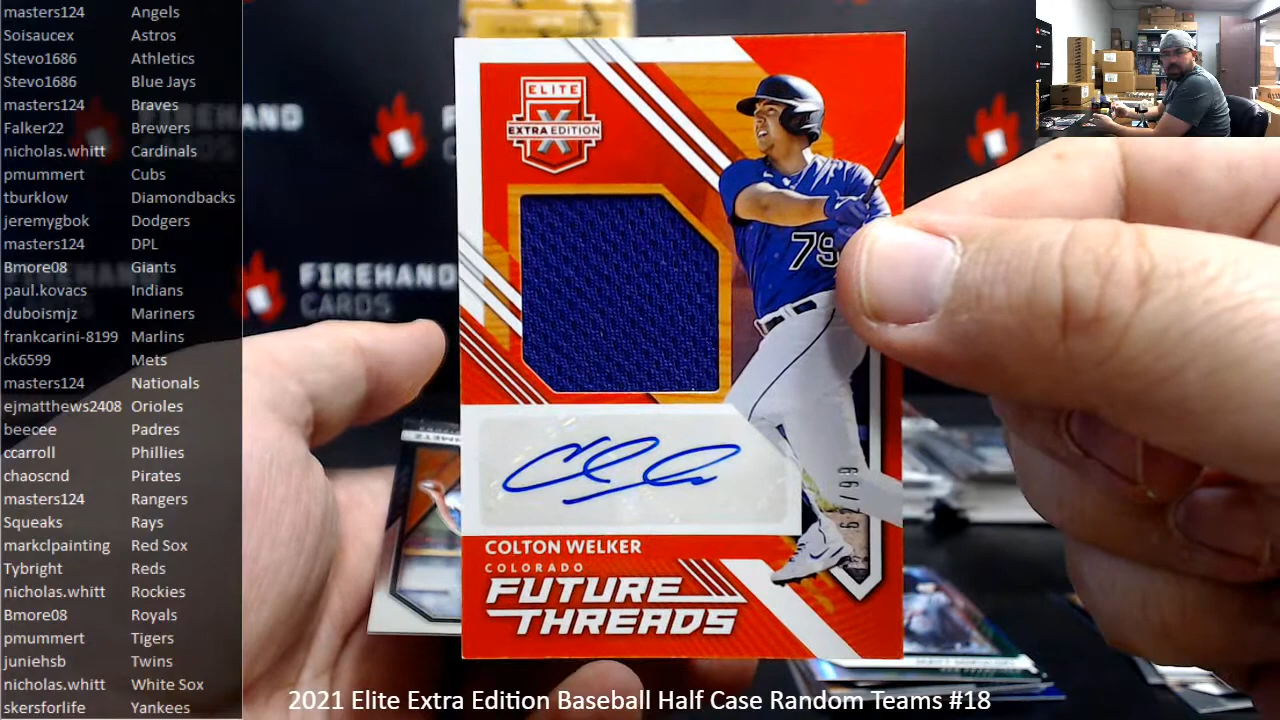 masters124 Angels
Soisaucex Astros
Stevo1686 Athletics
Stevo1686 Blue Jays
masters124 Braves
Falker22 Brewers
nicholas.whitt Cardinals
pmummert Cubs
tburklow Diamondbacks
jeremygbok Dodgers
masters124 DPL
Bmore08 Giants
paul.kovacs Indians
duboismjz Mariners
frankcarini-8199 Marlins
ck6599 Mets
masters124 Nationals
ejmatthews2408 Orioles
beecee Padres
ccarroll Phillies
chaoscnd Pirates
masters124 Rangers
Squeaks Rays
markclpainting Red Sox
Tybright Reds
nicholas.whitt Rockies
Bmore08 Royals
pmummert Tigers
juniehsb Twins
nicholas.whitt White Sox
skersforlife Yankees
FIREHAND
CARDS
ELITE
X
EXTRA EDITION
79
62/99
COLTON WELKER
COLORADO
FUTURE
THREADS
2021 Elite Extra Edition Baseball Half Case Random Teams #18